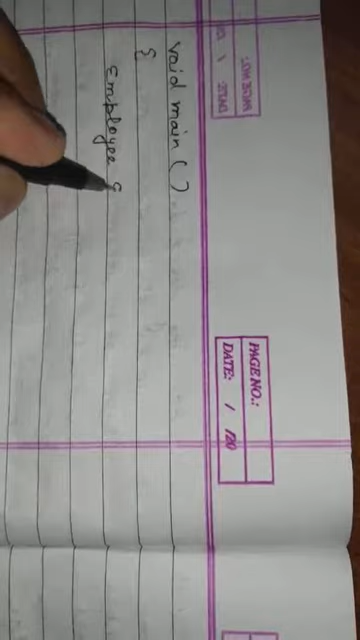 PAGE NO.:
DATE: / /20
void main ( )
{
Employee